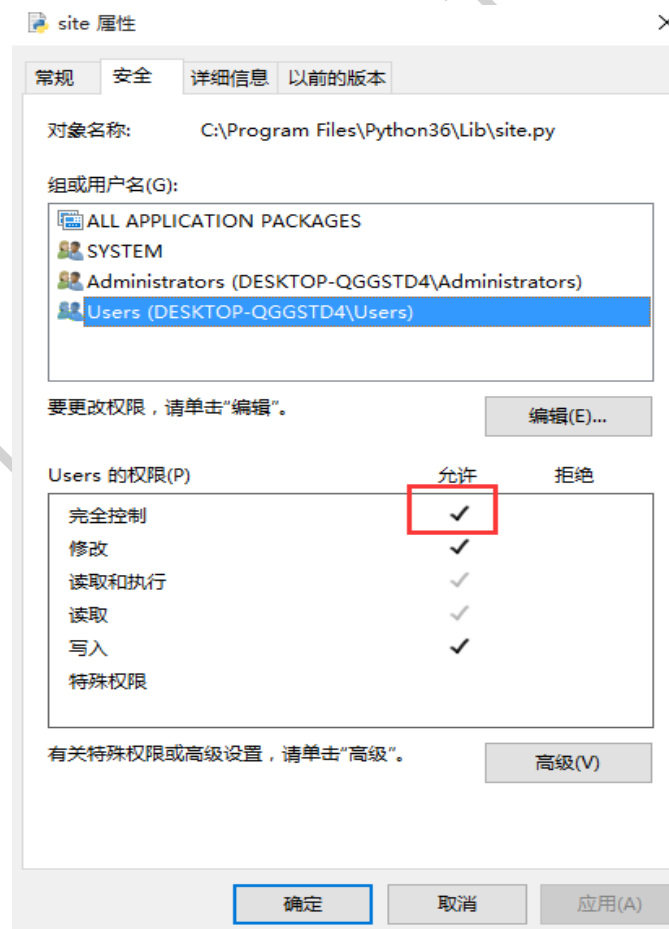 site 属性
常规 安全 详细信息 以前的版本
对象名称: C:\Program Files\Python36\Lib\site.py
组或用户名(G):
ALL APPLICATION PACKAGES
SYSTEM
Administrators (DESKTOP-QGGSTD4\Administrators)
Users (DESKTOP-QGGSTD4\Users)
要更改权限，请单击"编辑"。 编辑(E)...
Users 的权限(P) 允许 拒绝
完全控制
修改
读取和执行
读取
写入
特殊权限
有关特殊权限或高级设置，请单击"高级"。 高级(V)
确定 取消 应用(A)